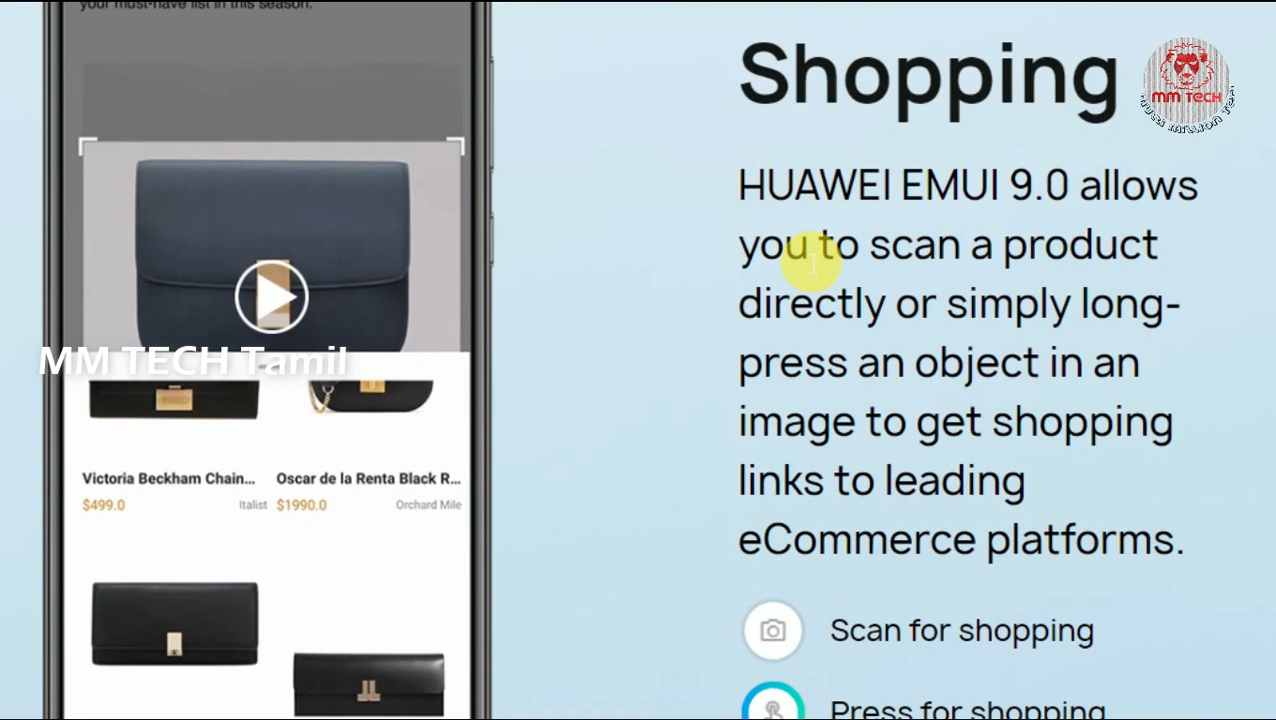 your must-have list in this season.
Shopping
MM TECH
MULTI MILLION TECH
HUAWEI EMUI 9.0 allows
you to scan a product
directly or simply long-
press an object in an
image to get shopping
links to leading
eCommerce platforms.
MM TECH Tamil
Victoria Beckham Chain...
Oscar de la Renta Black R...
$499.0
Italist
$1990.0
Orchard Mile
Scan for shopping
Press for shopping